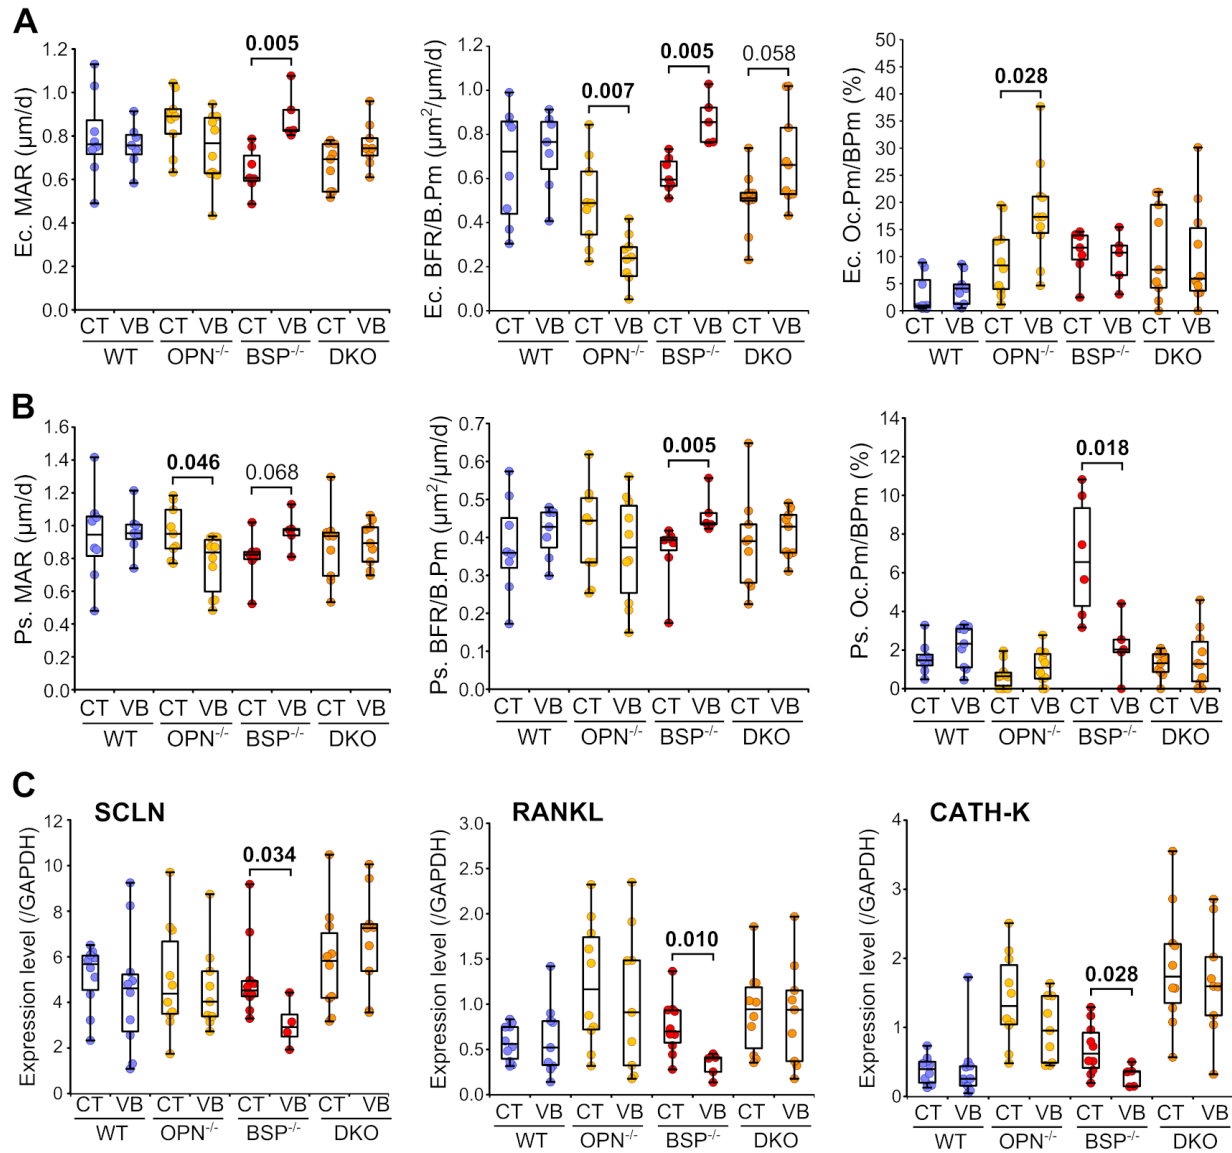 A
Ec. MAR (μm/d)
1.2
1.0
0.8
0.6
0.4
0.2
0.0
0.005
CT VB CT VB CT VB CT VB
WT OPN-/- BSP-/- DKO
Ec. BFR/B.Pm (μm²/μm/d)
1.2
1.0
0.8
0.6
0.4
0.2
0.0
0.007
0.005
0.058
CT VB CT VB CT VB CT VB
WT OPN-/- BSP-/- DKO
Ec. Oc.Pm/BPm (%)
50
45
40
35
30
25
20
15
10
5
0
0.028
CT VB CT VB CT VB CT VB
WT OPN-/- BSP-/- DKO
B
Ps. MAR (μm/d)
1.6
1.4
1.2
1.0
0.8
0.6
0.4
0.2
0.0
0.046
0.068
CT VB CT VB CT VB CT VB
WT OPN-/- BSP-/- DKO
Ps. BFR/B.Pm (μm²/μm/d)
0.7
0.6
0.5
0.4
0.3
0.2
0.1
0.0
0.005
CT VB CT VB CT VB CT VB
WT OPN-/- BSP-/- DKO
Ps. Oc.Pm/BPm (%)
14
12
10
8
6
4
2
0
0.018
CT VB CT VB CT VB CT VB
WT OPN-/- BSP-/- DKO
C
SCLN
Expression level (/GAPDH)
12
10
8
6
4
2
0
0.034
CT VB CT VB CT VB CT VB
WT OPN-/- BSP-/- DKO
RANKL
Expression level (/GAPDH)
3.0
2.5
2.0
1.5
1.0
0.5
0.0
0.010
CT VB CT VB CT VB CT VB
WT OPN-/- BSP-/- DKO
CATH-K
Expression level (/GAPDH)
4
3
2
1
0
0.028
CT VB CT VB CT VB CT VB
WT OPN-/- BSP-/- DKO